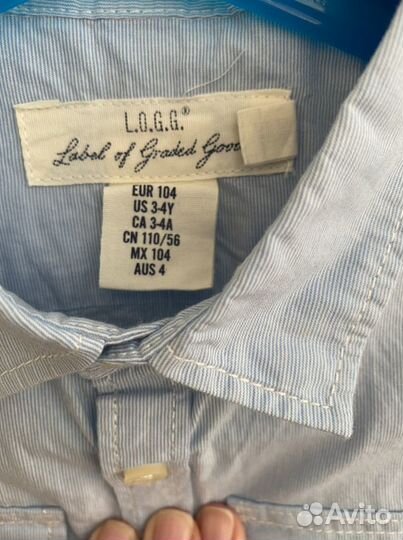 L.O.G.G.®
Label of Graded
EUR 104
US 3-4Y
CA 3-4A
CN 110/56
MX 104
AUS 4
Avito